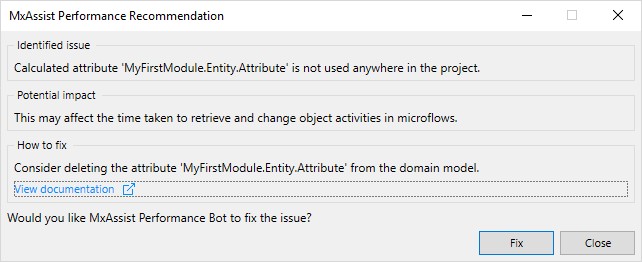 MxAssist Performance Recommendation
Identified issue
Calculated attribute 'MyFirstModule.Entity.Attribute' is not used anywhere in the project.
Potential impact
This may affect the time taken to retrieve and change object activities in microflows.
How to fix
Consider deleting the attribute 'MyFirstModule.Entity.Attribute' from the domain model.
View documentation
Would you like MxAssist Performance Bot to fix the issue?
Fix Close